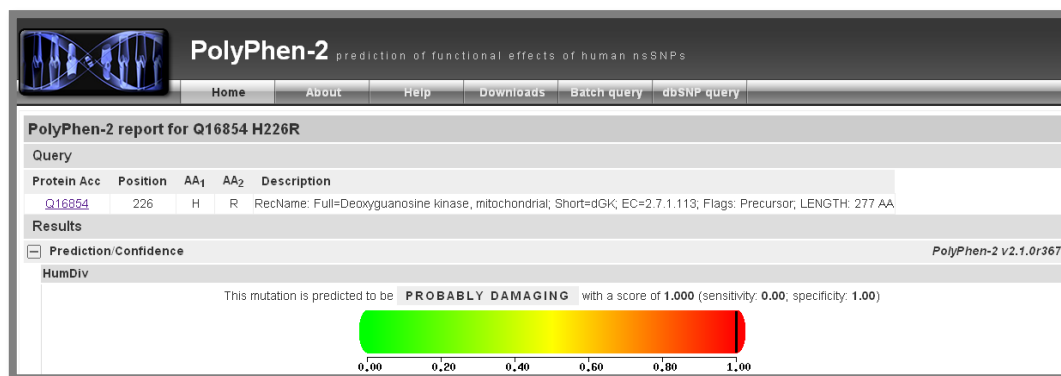 PolyPhen-2 prediction of functional effects of human nsSNPs
Home About Help Downloads Batch query dbSNP query
PolyPhen-2 report for Q16854 H226R
Query
Protein Acc Position AA1 AA2 Description
Q16854 226 H R RecName: Full=Deoxyguanosine kinase, mitochondrial; Short=dGK; EC=2.7.1.113; Flags: Precursor; LENGTH: 277 AA
Results
Prediction/Confidence PolyPhen-2 v2.1.0r367
HumDiv
This mutation is predicted to be PROBABLY DAMAGING with a score of 1.000 (sensitivity: 0.00; specificity: 1.00)
0.00 0.20 0.40 0.60 0.80 1.00